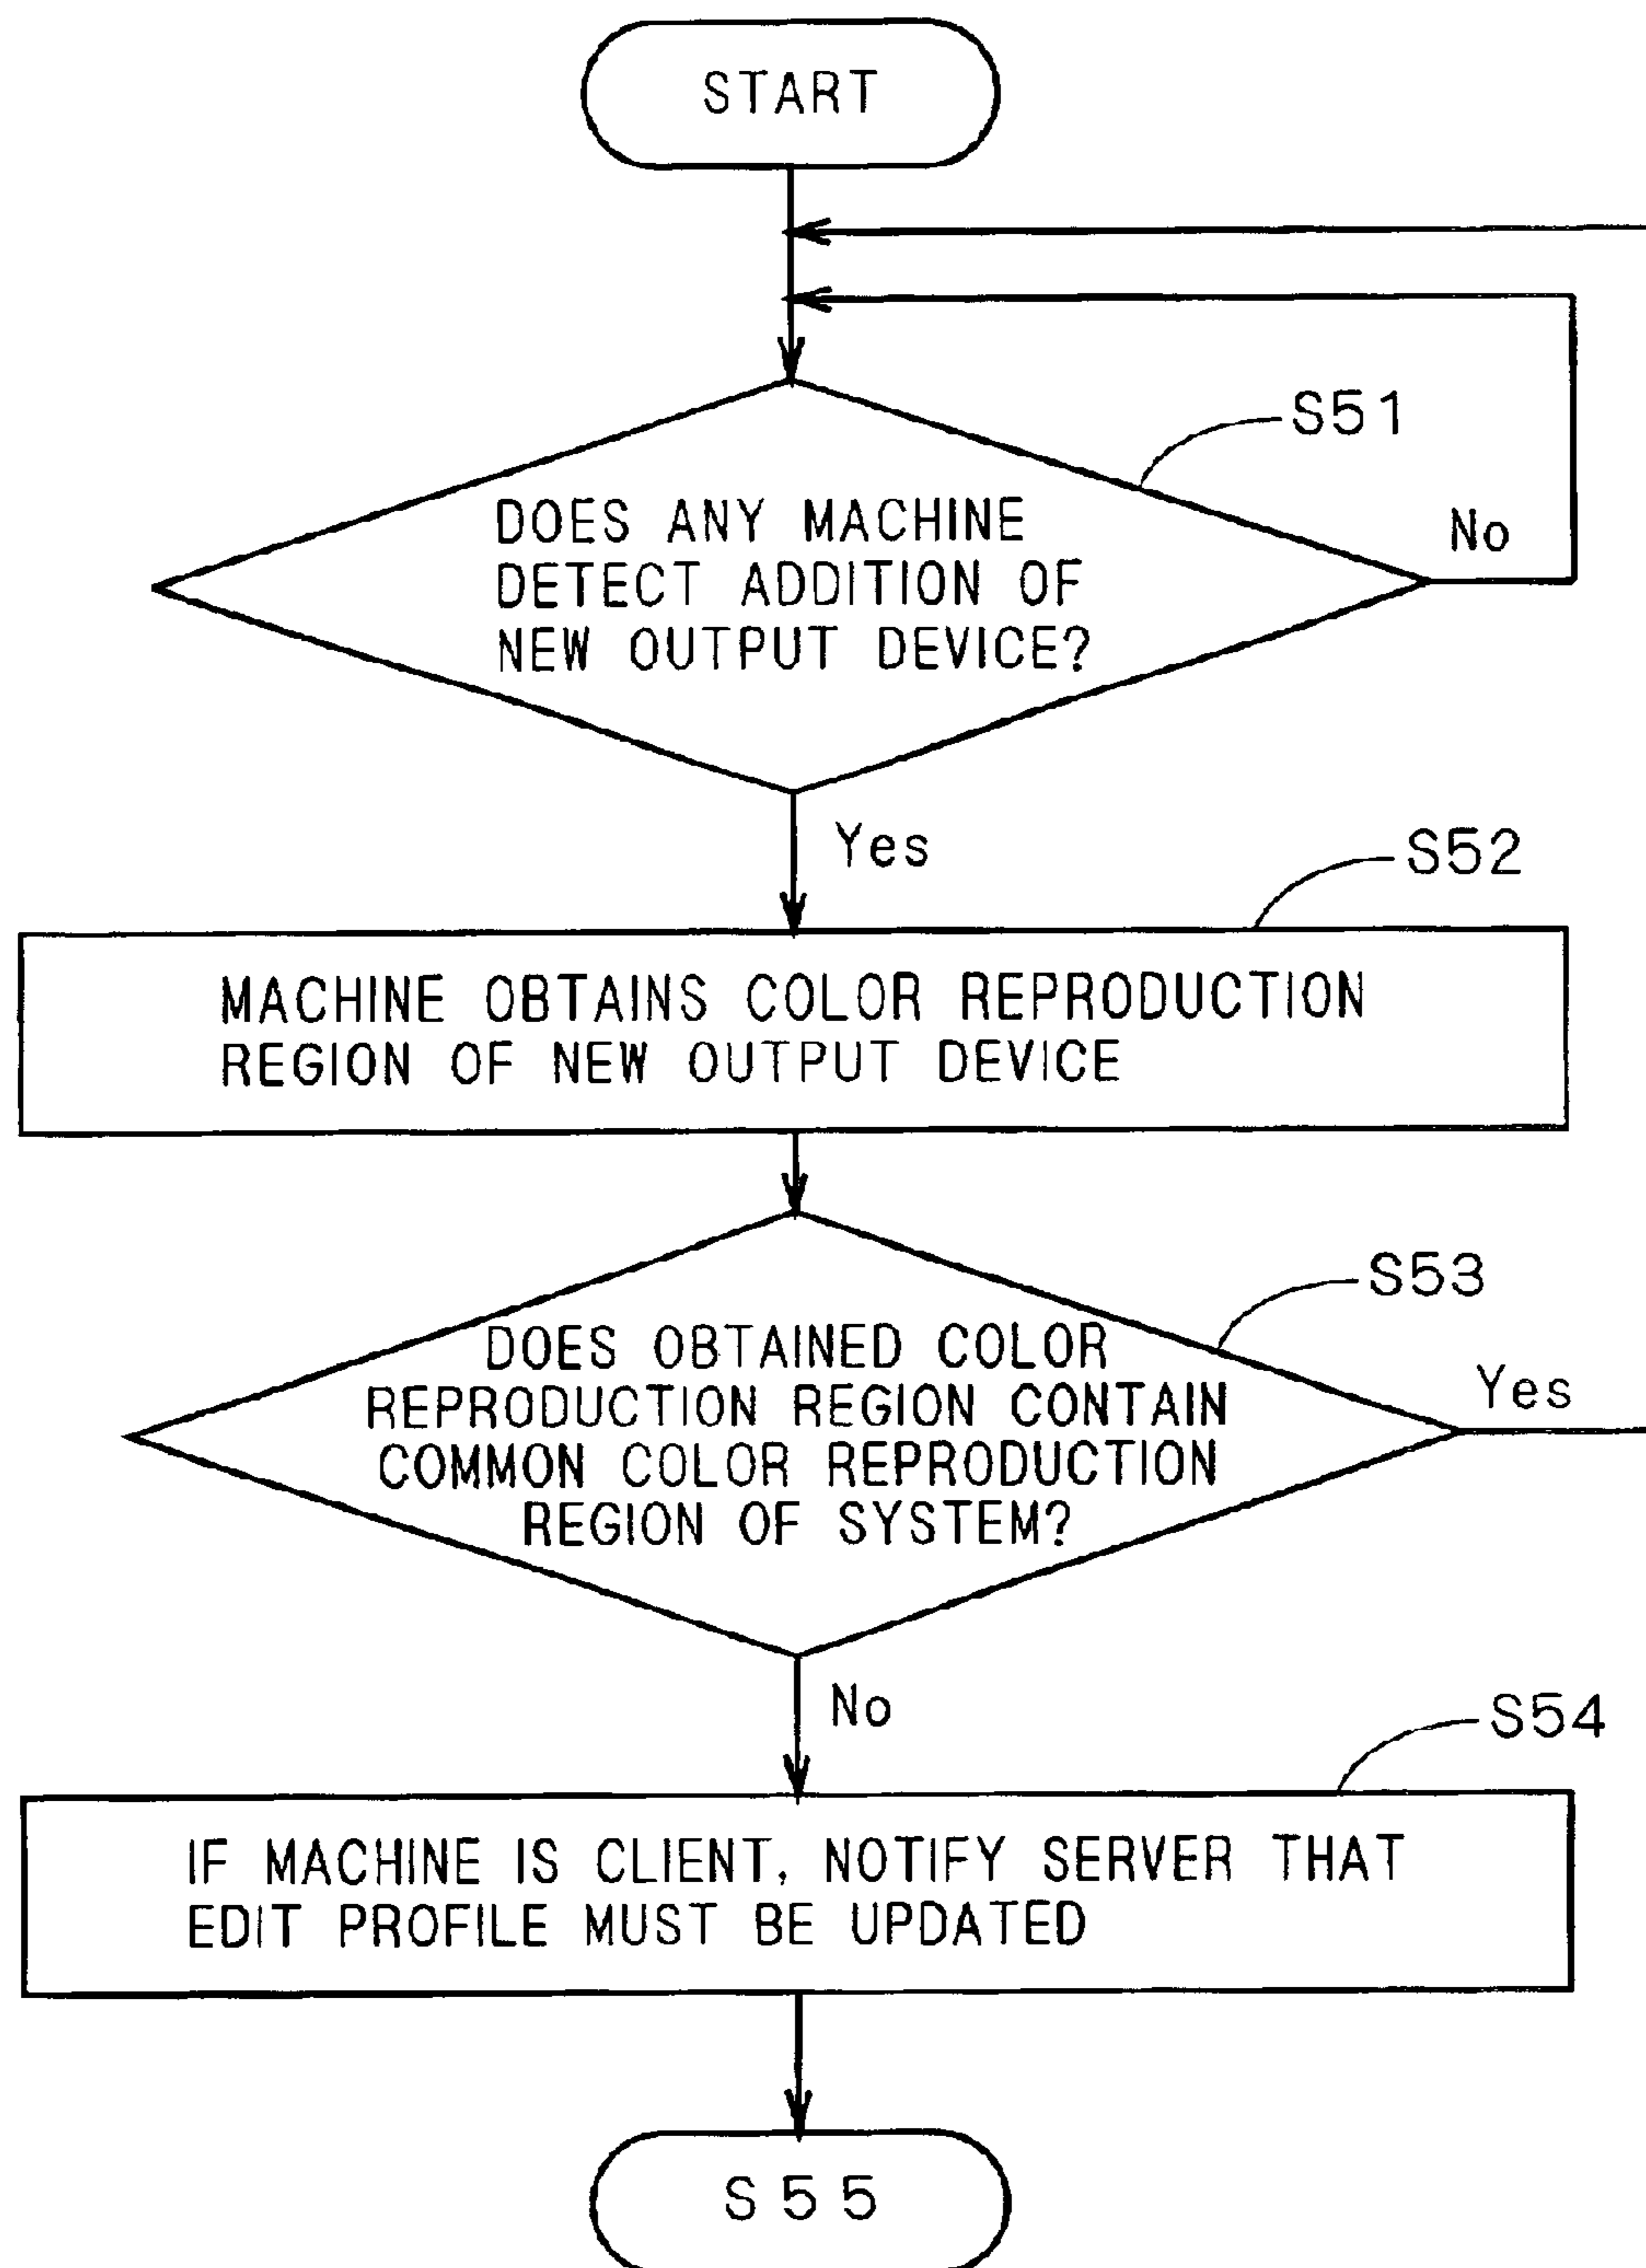 START
S51
DOES ANY MACHINE
DETECT ADDITION OF
NEW OUTPUT DEVICE?
No
Yes
S52
MACHINE OBTAINS COLOR REPRODUCTION
REGION OF NEW OUTPUT DEVICE
S53
DOES OBTAINED COLOR
REPRODUCTION REGION CONTAIN
COMMON COLOR REPRODUCTION
REGION OF SYSTEM?
Yes
No
S54
IF MACHINE IS CLIENT, NOTIFY SERVER THAT
EDIT PROFILE MUST BE UPDATED
S55